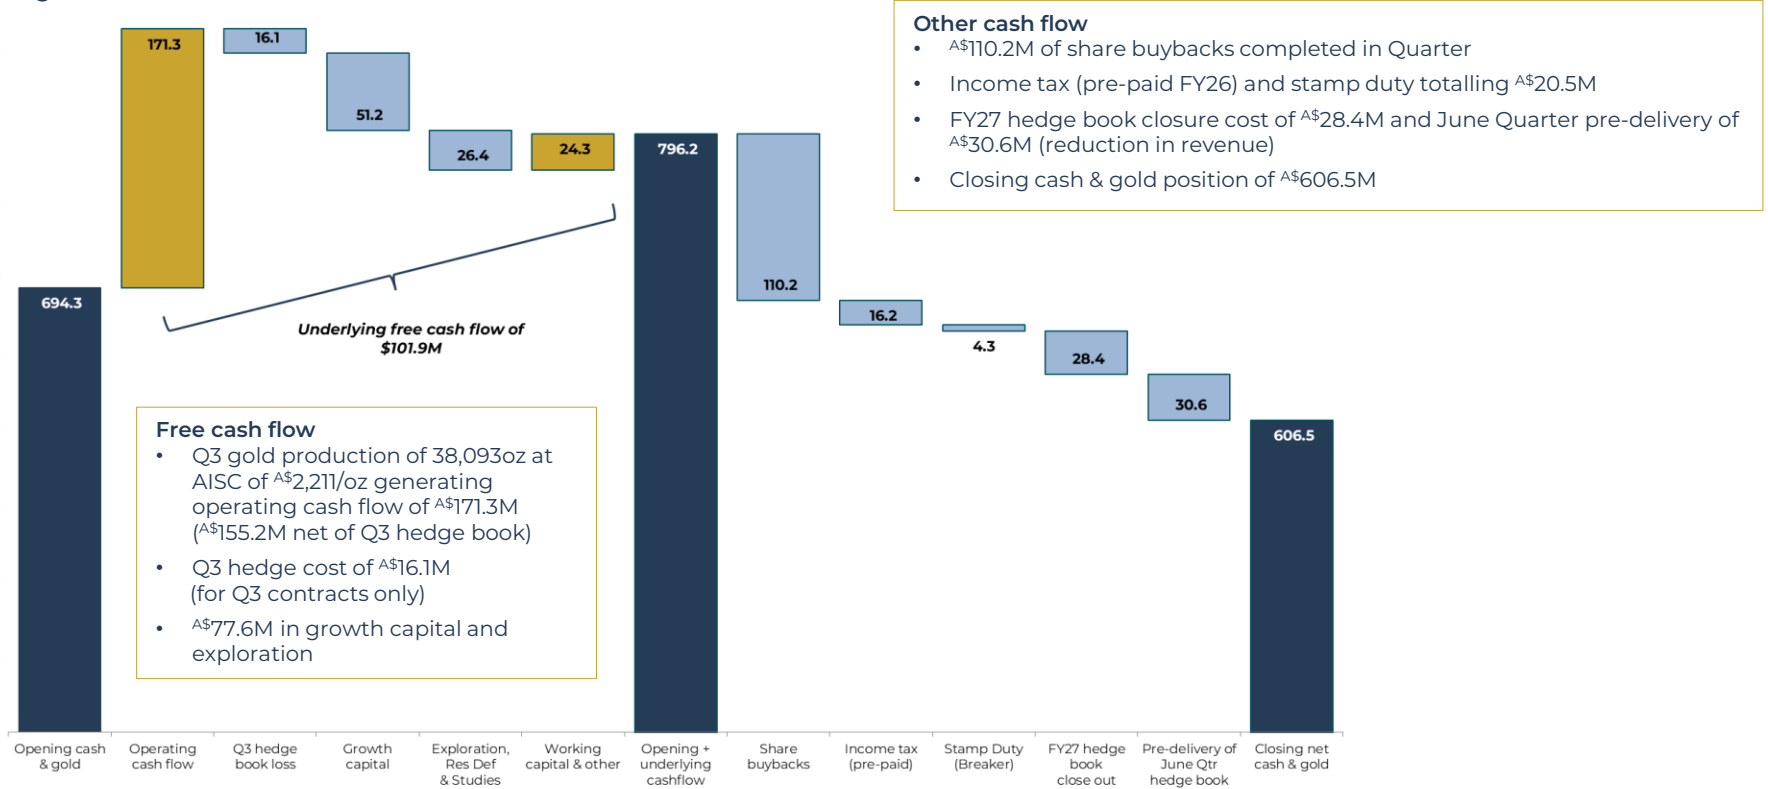 Other cash flow
• A$110.2M of share buybacks completed in Quarter
• Income tax (pre-paid FY26) and stamp duty totalling A$20.5M
• FY27 hedge book closure cost of A$28.4M and June Quarter pre-delivery of
A$30.6M (reduction in revenue)
• Closing cash & gold position of A$606.5M
694.3
171.3
16.1
51.2
26.4
24.3
796.2
110.2
16.2
4.3
28.4
30.6
606.5
Underlying free cash flow of
$101.9M
Free cash flow
• Q3 gold production of 38,093oz at
AISC of A$2,211/oz generating
operating cash flow of A$171.3M
(A$155.2M net of Q3 hedge book)
• Q3 hedge cost of A$16.1M
(for Q3 contracts only)
• A$77.6M in growth capital and
exploration
Opening cash
& gold
Operating
cash flow
Q3 hedge
book loss
Growth
capital
Exploration,
Res Def
& Studies
Working
capital & other
Opening +
underlying
cashflow
Share
buybacks
Income tax
(pre-paid)
Stamp Duty
(Breaker)
FY27 hedge
book
close out
Pre-delivery of
June Qtr
hedge book
Closing net
cash & gold